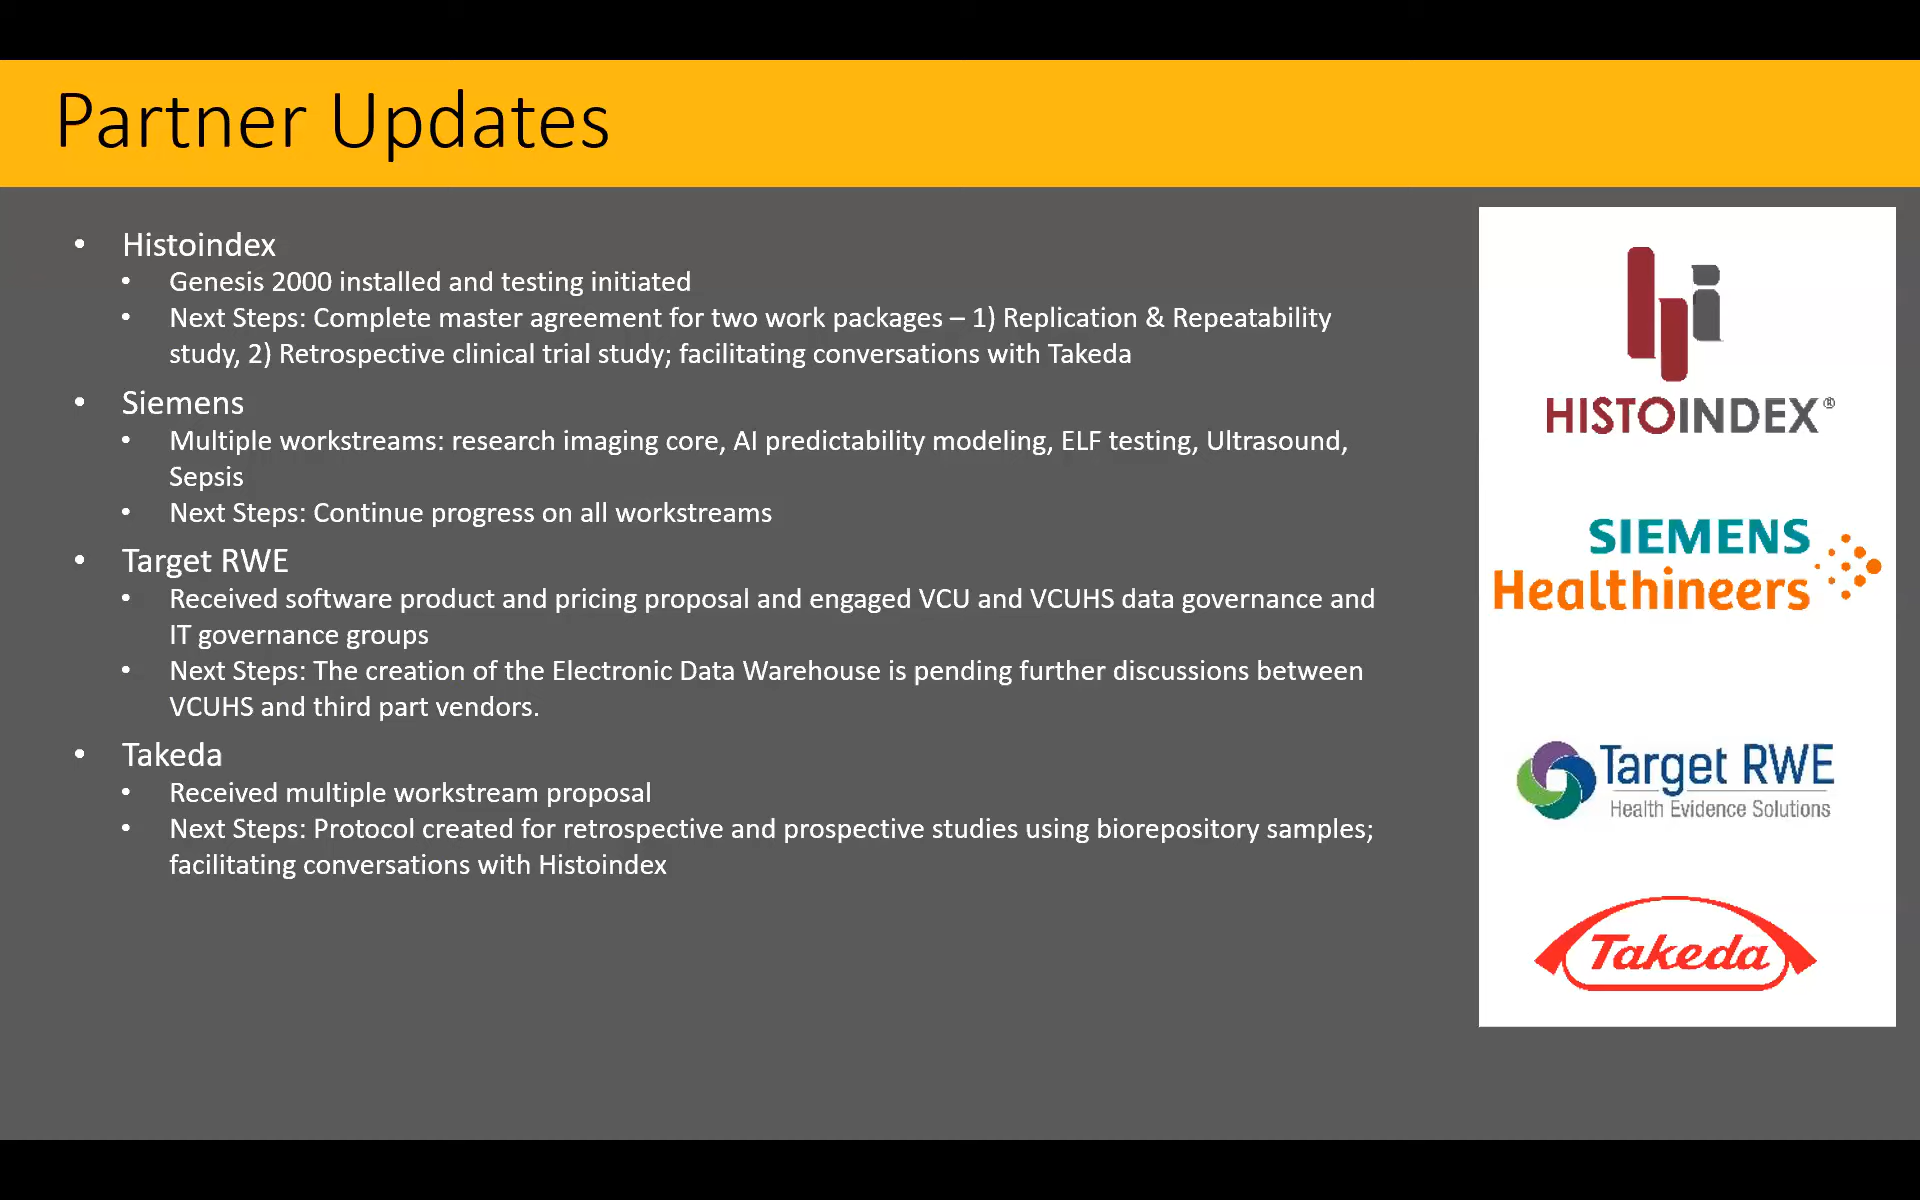 Partner Updates
• Histoindex
• Genesis 2000 installed and testing initiated
• Next Steps: Complete master agreement for two work packages – 1) Replication & Repeatability
study, 2) Retrospective clinical trial study; facilitating conversations with Takeda
• Siemens
• Multiple workstreams: research imaging core, AI predictability modeling, ELF testing, Ultrasound,
Sepsis
• Next Steps: Continue progress on all workstreams
• Target RWE
• Received software product and pricing proposal and engaged VCU and VCUHS data governance and
IT governance groups
• Next Steps: The creation of the Electronic Data Warehouse is pending further discussions between
VCUHS and third part vendors.
• Takeda
• Received multiple workstream proposal
• Next Steps: Protocol created for retrospective and prospective studies using biorepository samples;
facilitating conversations with Histoindex
hi
HISTOINDEX®
SIEMENS
Healthineers
Target RWE
Health Evidence Solutions
Takeda